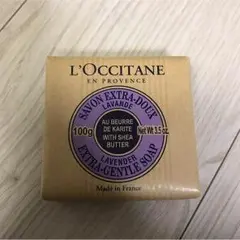 L'OCCITANE
EN PROVENCE
SAVON EXTRA-DOUX
LAVANDE
AU BEURRE
DE KARITE
WITH SHEA
BUTTER
100g
Net Wt 3.5 oz.
LAVENDER
EXTRA-GENTLE SOAP
Made in France